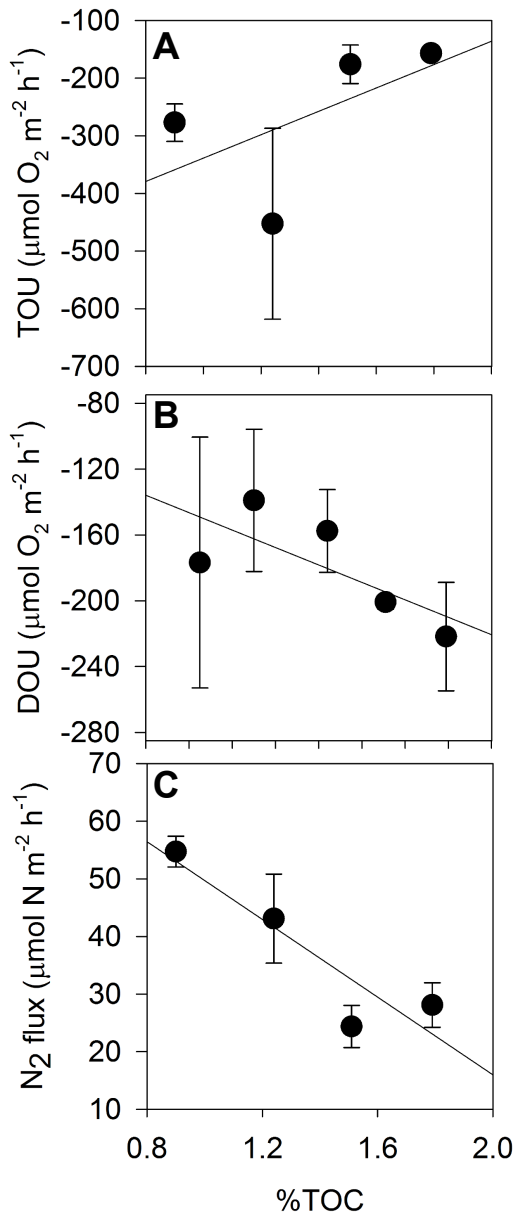 A
-100
-200
-300
-400
-500
-600
-700
TOU (μmol O₂ m⁻² h⁻¹)
B
-80
-120
-160
-200
-240
-280
DOU (μmol O₂ m⁻² h⁻¹)
C
70
60
50
40
30
20
10
N₂ flux (μmol N m⁻² h⁻¹)
0.8 1.2 1.6 2.0
%TOC